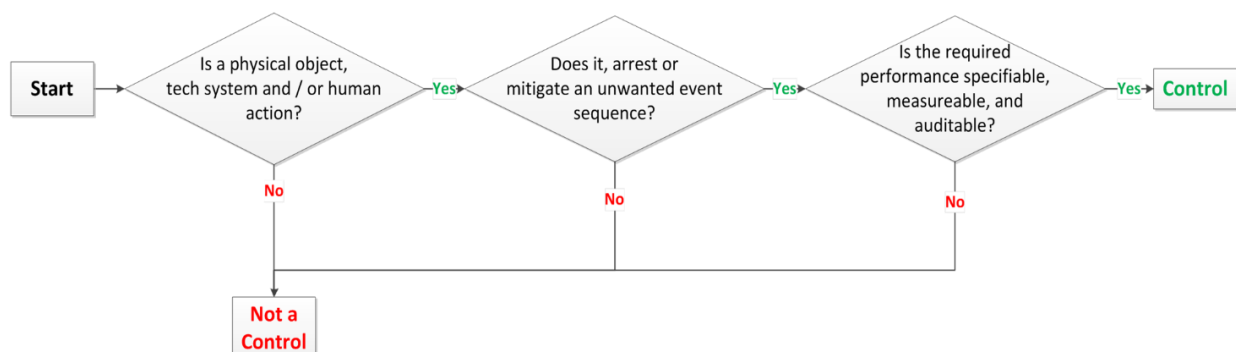 Start
Is a physical object,
tech system and / or human
action?
Yes
Does it, arrest or
mitigate an unwanted event
sequence?
Yes
Is the required
performance specifiable,
measureable, and
auditable?
Yes
Control
No
No
No
Not a
Control